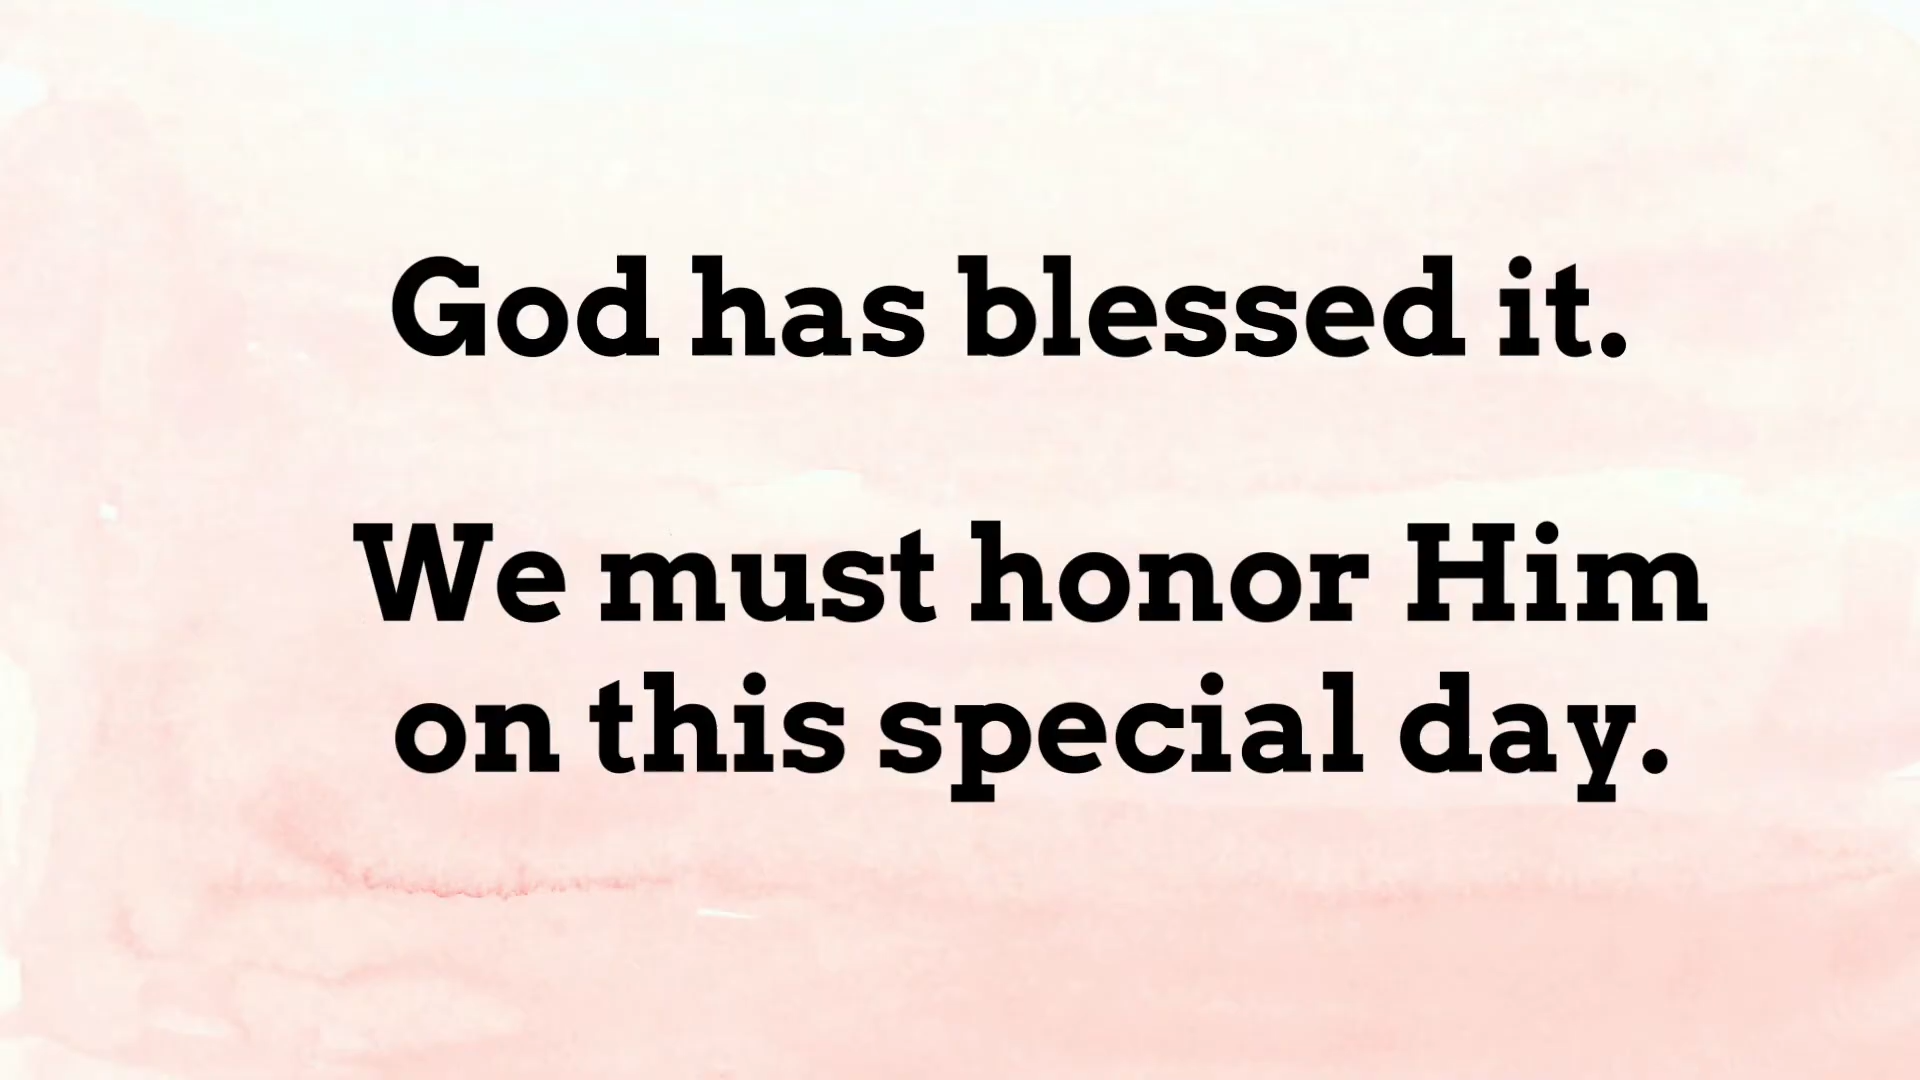 God has blessed it.
We must honor Him
on this special day.